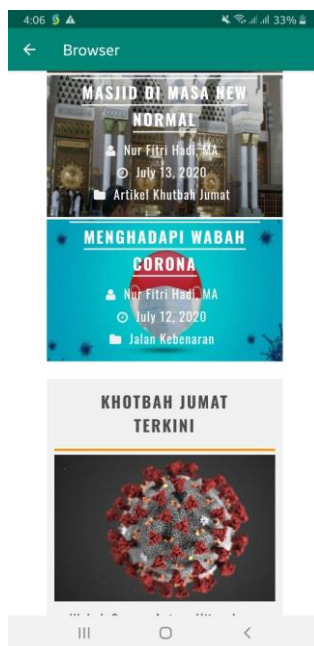 4:06
33%
Browser
MASJID DI MASA NEW
NORMAL
Nur Fitri Hadi, MA
July 13, 2020
Artikel Khutbah Jumat
MENGHADAPI WABAH
CORONA
Nur Fitri Hadi, MA
July 12, 2020
Jalan Kebenaran
KHOTBAH JUMAT
TERKINI